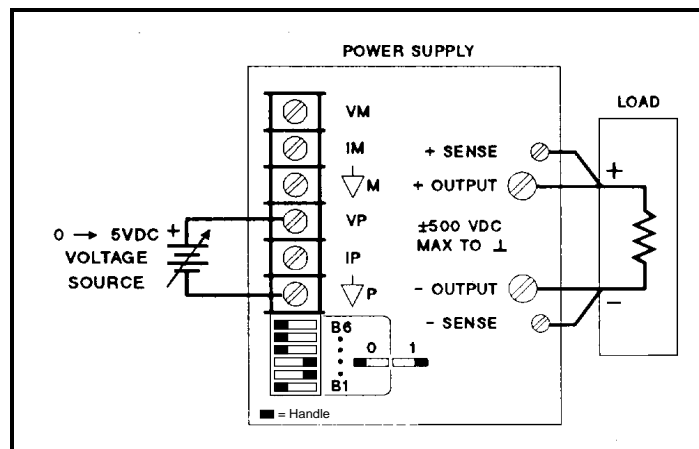 POWER SUPPLY
LOAD
VM
IM
M
VP
IP
P
+ SENSE
+ OUTPUT
±500 VDC
MAX TO ⊥
- OUTPUT
- SENSE
+
-
0 → 5VDC +
VOLTAGE
SOURCE
B6
0 1
B1
= Handle